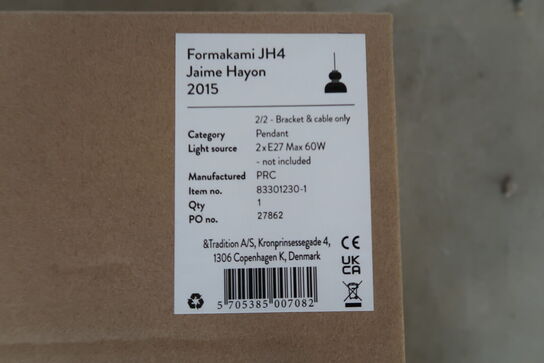 Formakami JH4
Jaime Hayon
2015
2/2 - Bracket & cable only
Category Pendant
Light source 2xE27 Max 60W
- not included
Manufactured PRC
Item no. 83301230-1
Qty 1
PO no. 27862
&Tradition A/S, Kronprinsessegade 4,
1306 Copenhagen K, Denmark
CE
UK
CA
5 705385 007082